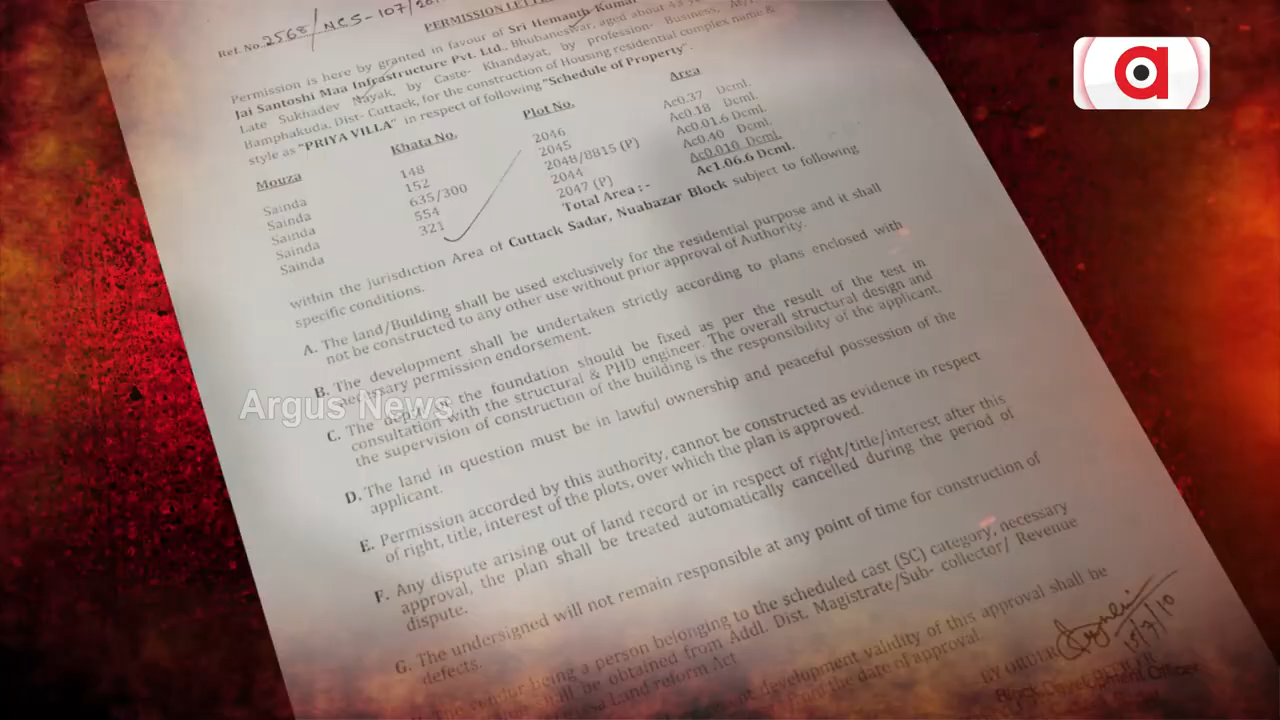 PERMISSION
Ref. No. 2568/NCS-107/
Permission is here by granted in favour of Sri Hemanth Kumar
Jai Santoshi Maa Infrastructure Pvt. Ltd., Bhubaneswar, aged about 43
Late Sukhadev Nayak, by Caste- Khandayat, by profession- Business,
Bamphakuda, Dist- Cuttack, for the construction of Housing residential complex name &
style as "PRIYA VILLA" in respect of following "Schedule of Property".
Mouza Khata No. Plot No. Area
Sainda 148 2046 Ac0.37 Dcml.
Sainda 152 2045 Ac0.18 Dcml.
Sainda 635/300 2048/8815 (P) Ac0.01.6 Dcml.
Sainda 554 2044 Ac0.40 Dcml.
Sainda 321 2047 (P) Ac0.010 Dcml.
Total Area :- Ac1.06.6 Dcml.
within the jurisdiction Area of Cuttack Sadar, Nuabazar Block subject to following
specific conditions.
A. The land/Building shall be used exclusively for the residential purpose and it shall
not be constructed to any other use without prior approval of Authority.
B. The development shall be undertaken strictly according to plans enclosed with
necessary permission endorsement.
C. The depth of the foundation should be fixed as per the result of the test in
consultation with the structural & PHD engineer. The overall structural design and
the supervision of construction of the building is the responsibility of the applicant.
D. The land in question must be in lawful ownership and peaceful possession of the
applicant.
E. Permission accorded by this authority, cannot be constructed as evidence in respect
of right, title, interest of the plots, over which the plan is approved.
F. Any dispute arising out of land record or in respect of right/title/interest after this
approval, the plan shall be treated automatically cancelled during the period of
dispute.
G. The undersigned will not remain responsible at any point of time for construction of
defects.
The vendor being a person belonging to the scheduled cast (SC) category, necessary
shall be obtained from Addl. Dist. Magistrate/Sub- collector/ Revenue
Land reform Act
development validity of this approval shall be
from the date of approval.
15/7/10
BY ORDER
Block Development Officer
a
Argus News